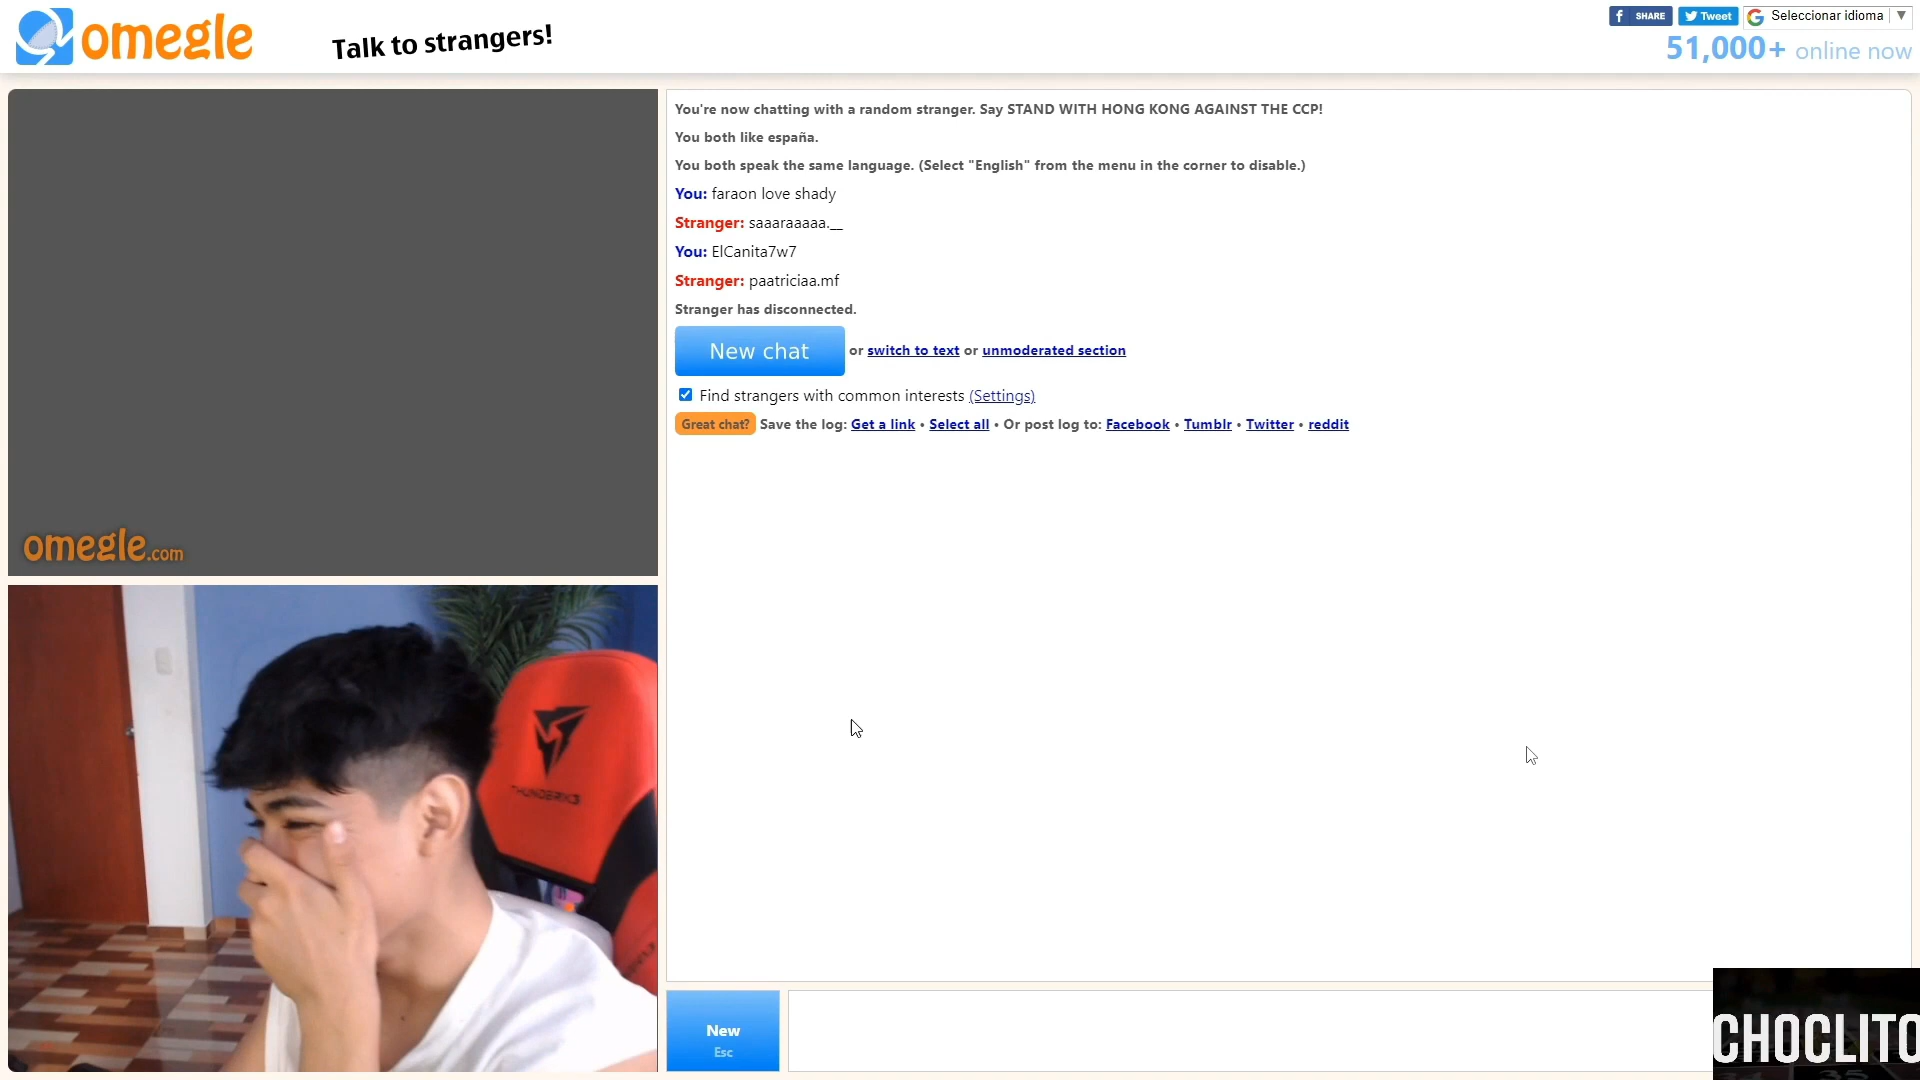 omegle
Talk to strangers!
SHARE
Tweet
Seleccionar idioma
51,000+ online now
You're now chatting with a random stranger. Say STAND WITH HONG KONG AGAINST THE CCP!
You both like españa.
You both speak the same language. (Select "English" from the menu in the corner to disable.)
You: faraon love shady
Stranger: saaaraaaaa.__
You: ElCanita7w7
Stranger: paatriciaa.mf
Stranger has disconnected.
New chat or switch to text or unmoderated section
Find strangers with common interests (Settings)
Great chat? Save the log: Get a link • Select all • Or post log to: Facebook • Tumblr • Twitter • reddit
omegle.com
THUNDERX3
New
Esc
CHOCLITO
35